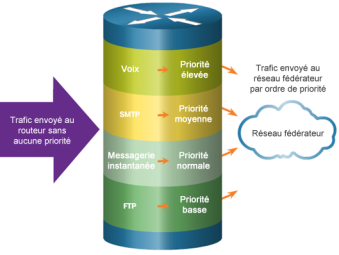 Trafic envoyé au
routeur sans
aucune priorité
Voix
Priorité
élevée
SMTP
Priorité
moyenne
Messagerie
instantanée
Priorité
normale
FTP
Priorité
basse
Trafic envoyé au
réseau fédérateur
par ordre de priorité
Réseau fédérateur